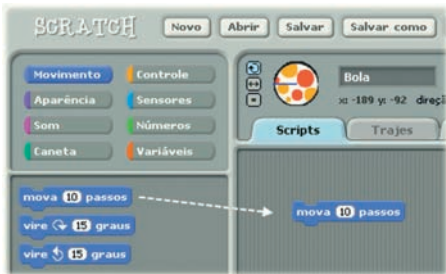 SCRATCH Novo Abrir Salvar Salvar como
Movimento Controle
Aparência Sensores
Som Números
Caneta Variáveis
Bola
x: -189 y: -92 direçã
Scripts Trajes
mova 10 passos
vire 15 graus
vire 15 graus
mova 10 passos